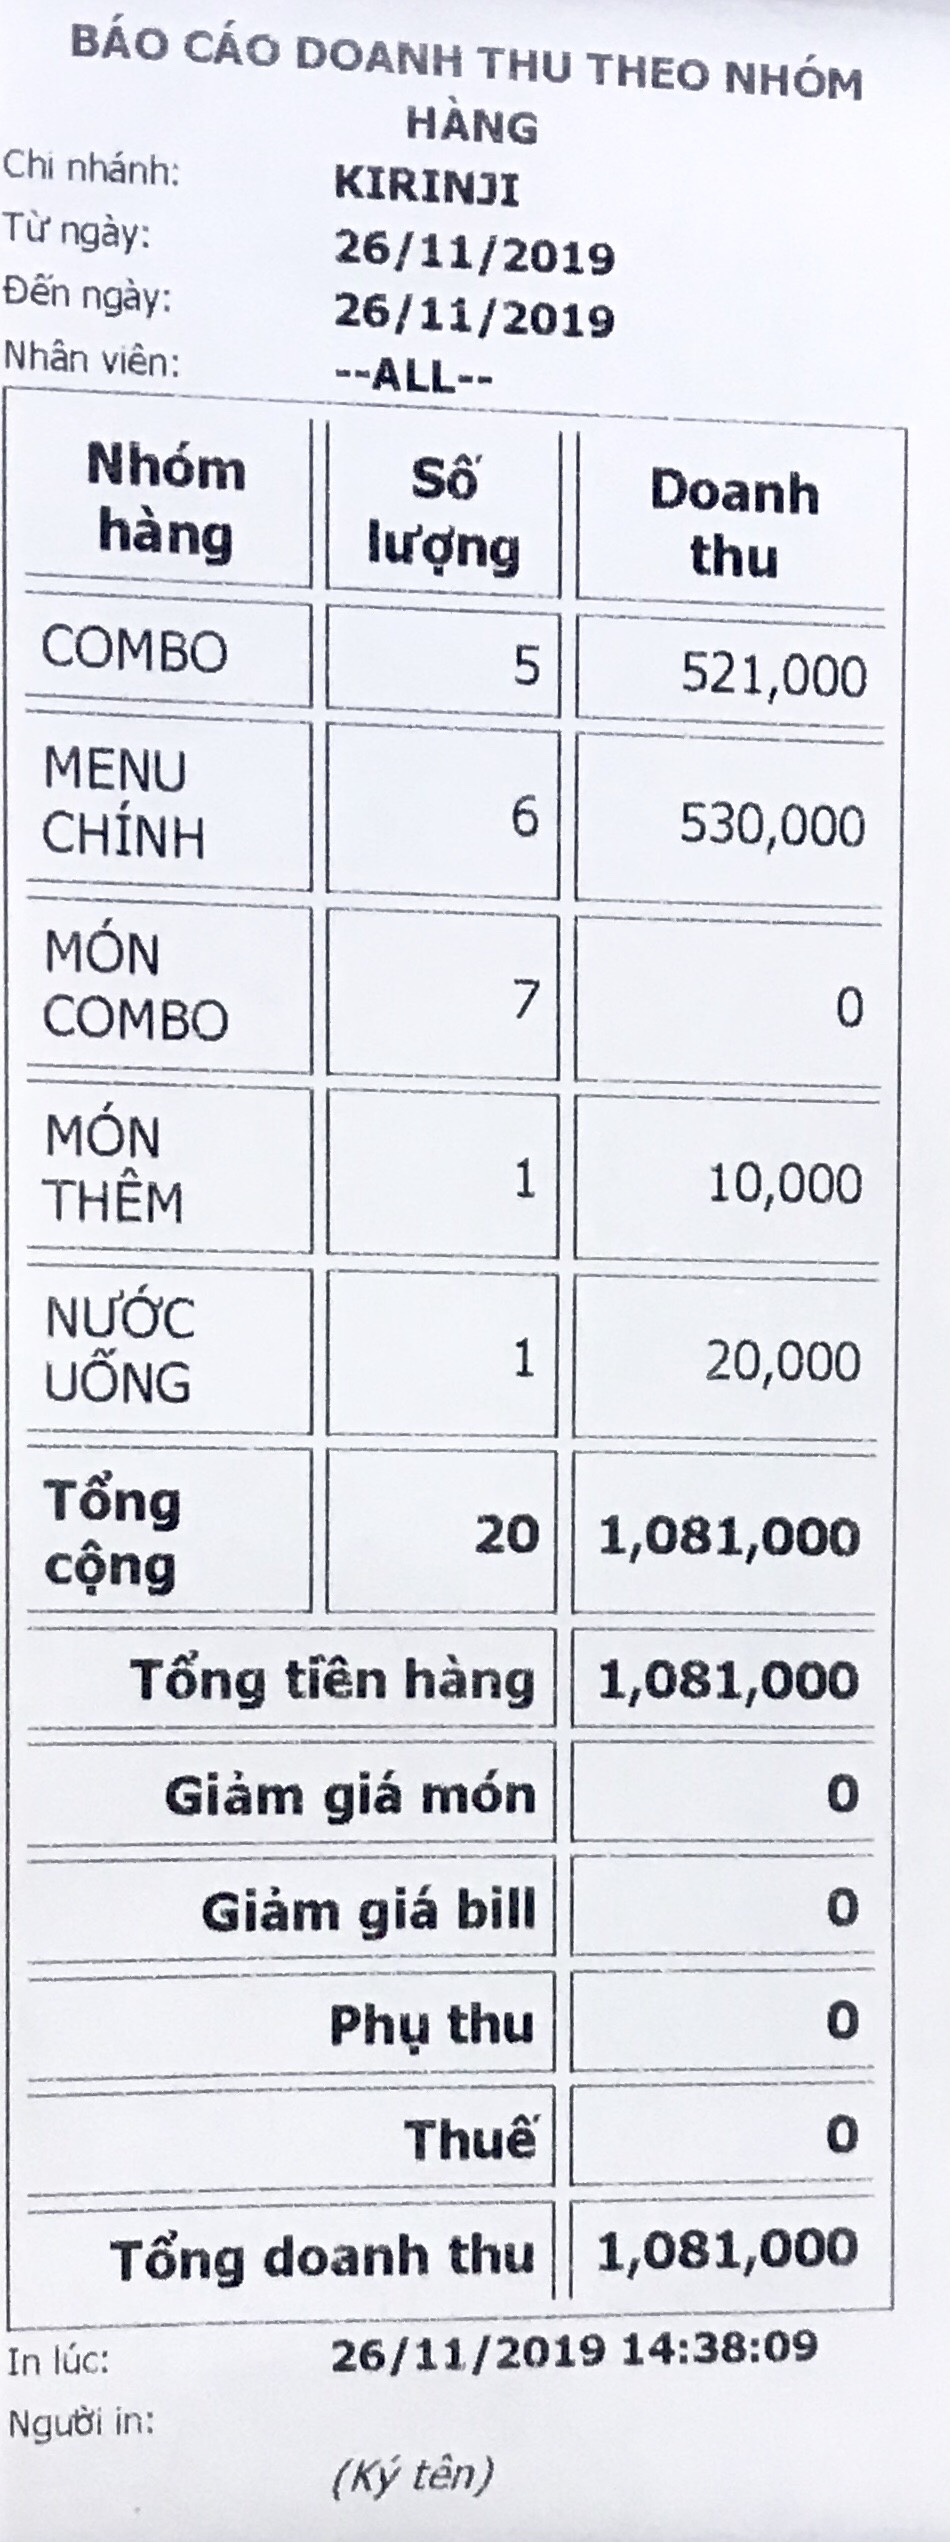 BÁO CÁO DOANH THU THEO NHÓM
HÀNG
Chi nhánh: KIRINJI
Từ ngày: 26/11/2019
Đến ngày: 26/11/2019
Nhân viên: --ALL--
Nhóm hàng Số lượng Doanh thu
COMBO 5 521,000
MENU CHÍNH 6 530,000
MÓN COMBO 7 0
MÓN THÊM 1 10,000
NƯỚC UỐNG 1 20,000
Tổng cộng 20 1,081,000
Tổng tiền hàng 1,081,000
Giảm giá món 0
Giảm giá bill 0
Phụ thu 0
Thuế 0
Tổng doanh thu 1,081,000
In lúc: 26/11/2019 14:38:09
Người in:
(Ký tên)